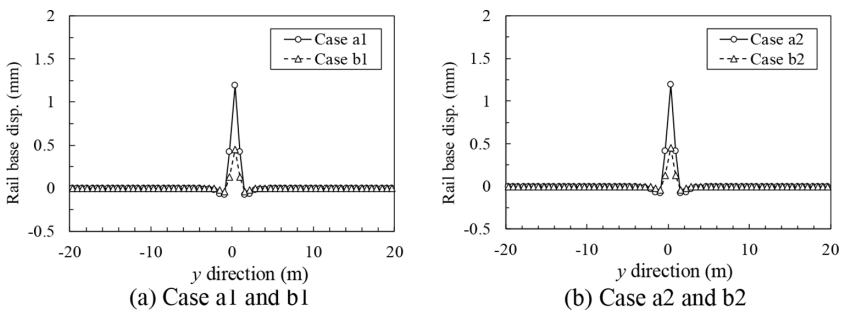 2
1.5
1
0.5
0
-0.5
Rail base disp. (mm)
Case a1
Case b1
-20
-10
0
10
20
y direction (m)
(a) Case a1 and b1
2
1.5
1
0.5
0
-0.5
Rail base disp. (mm)
Case a2
Case b2
-20
-10
0
10
20
y direction (m)
(b) Case a2 and b2